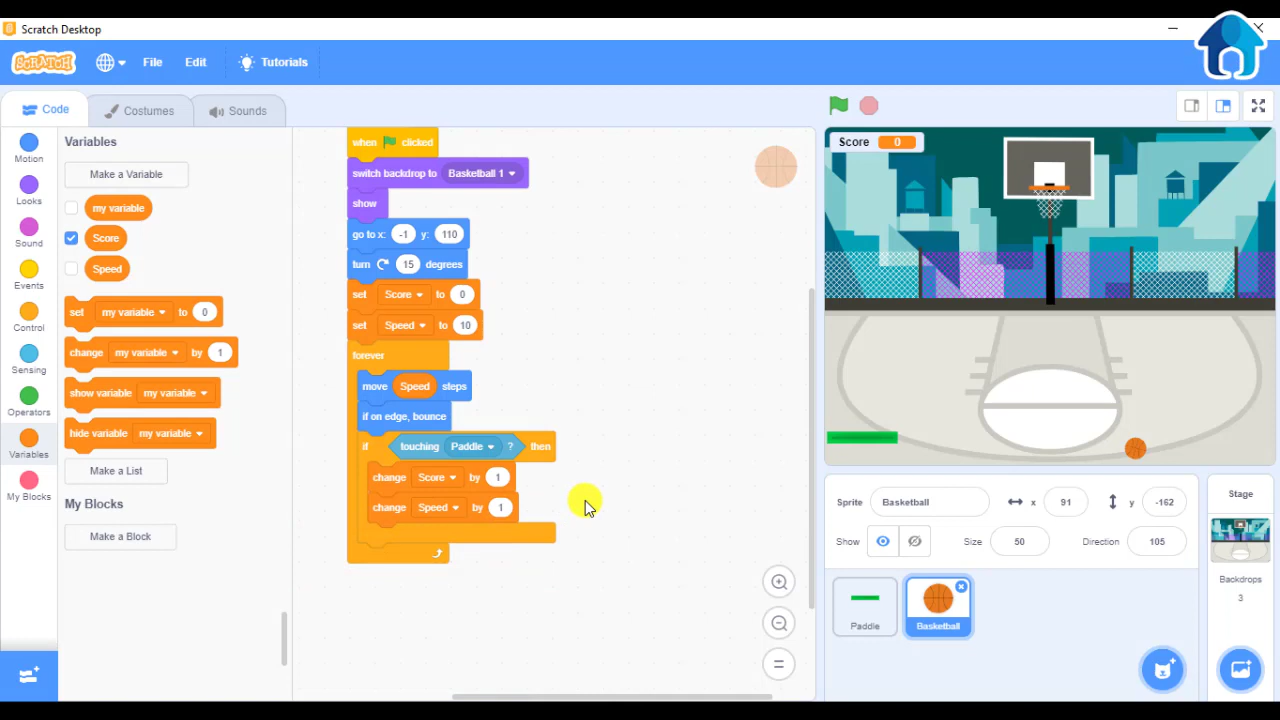 Scratch Desktop
SCRATCH
File
Edit
Tutorials
Code
Costumes
Sounds
Motion
Looks
Sound
Events
Control
Sensing
Operators
Variables
My Blocks
Variables
Make a Variable
my variable
Score
Speed
set my variable to 0
change my variable by 1
show variable my variable
hide variable my variable
Make a List
My Blocks
Make a Block
when clicked
switch backdrop to Basketball 1
show
go to x: -1 y: 110
turn 15 degrees
set Score to 0
set Speed to 10
forever
move Speed steps
if on edge, bounce
if touching Paddle ? then
change Score by 1
change Speed by 1
Score 0
Sprite Basketball x 91 y -162
Show Size 50 Direction 105
Paddle
Basketball
Stage
Backdrops
3